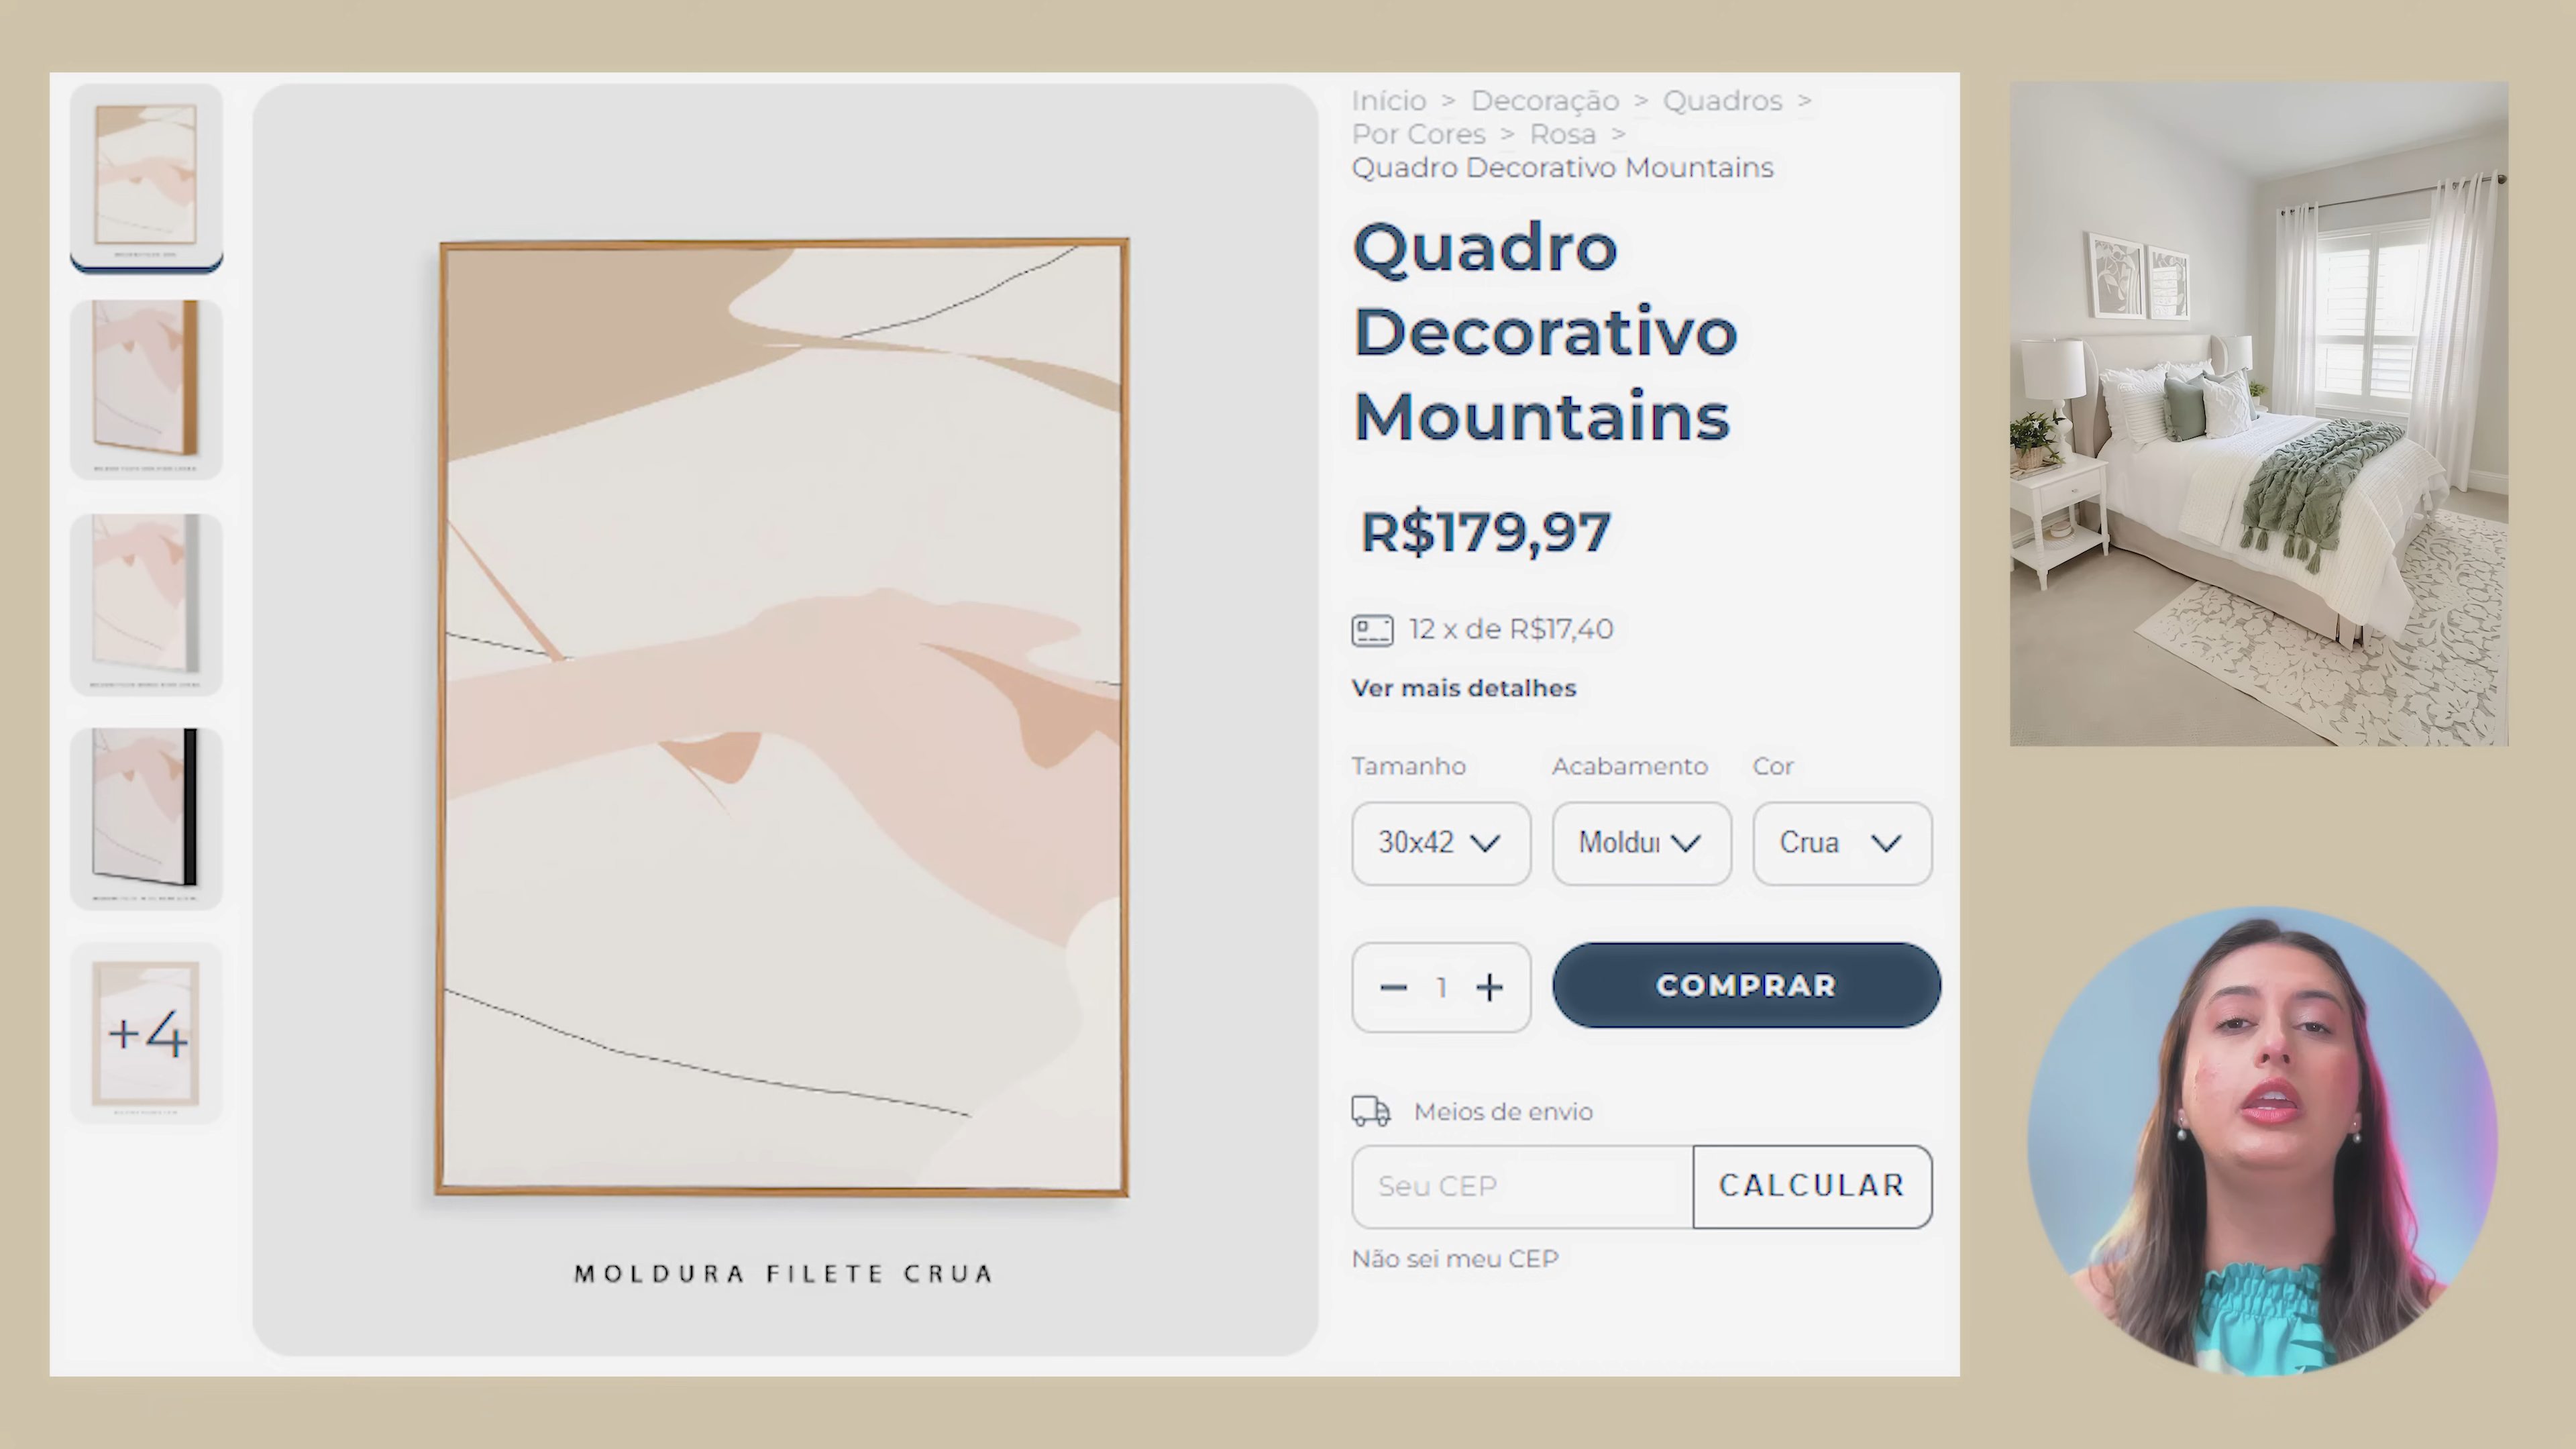 Início > Decoração > Quadros >
Por Cores > Rosa >
Quadro Decorativo Mountains
Quadro
Decorativo
Mountains
R$179,97
12 x de R$17,40
Ver mais detalhes
Tamanho Acabamento Cor
30x42 Moldur Crua
- 1 + COMPRAR
Meios de envio
Seu CEP CALCULAR
Não sei meu CEP
+4
MOLDURA FILETE CRUA